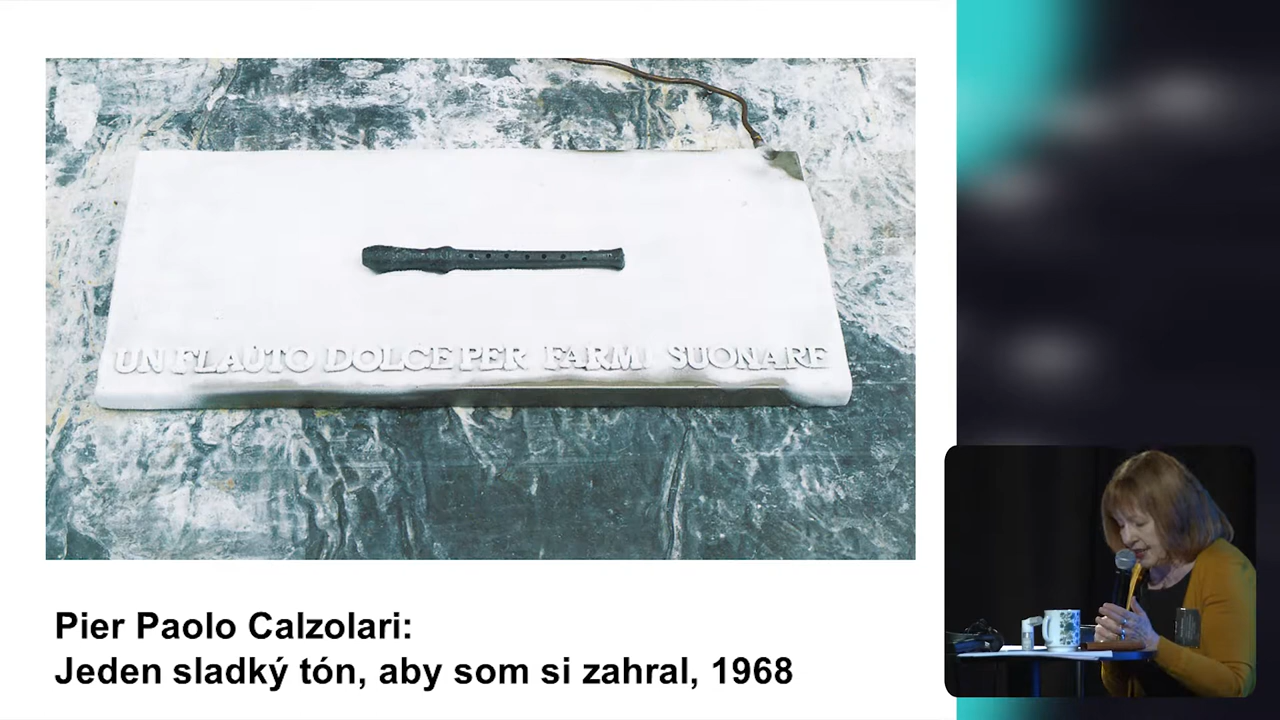 UN FLAUTO DOLCE PER FARMI SUONARE
Pier Paolo Calzolari:
Jeden sladký tón, aby som si zahral, 1968